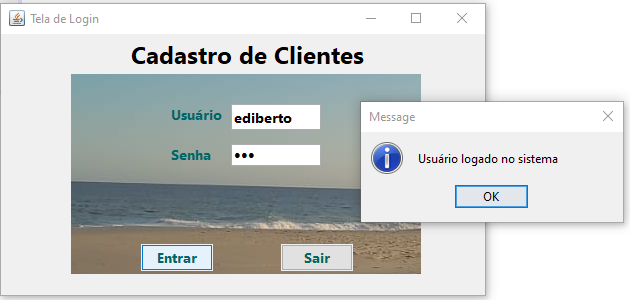 Tela de Login
Cadastro de Clientes
Usuário ediberto
Senha •••
Entrar Sair
Message
Usuário logado no sistema
OK